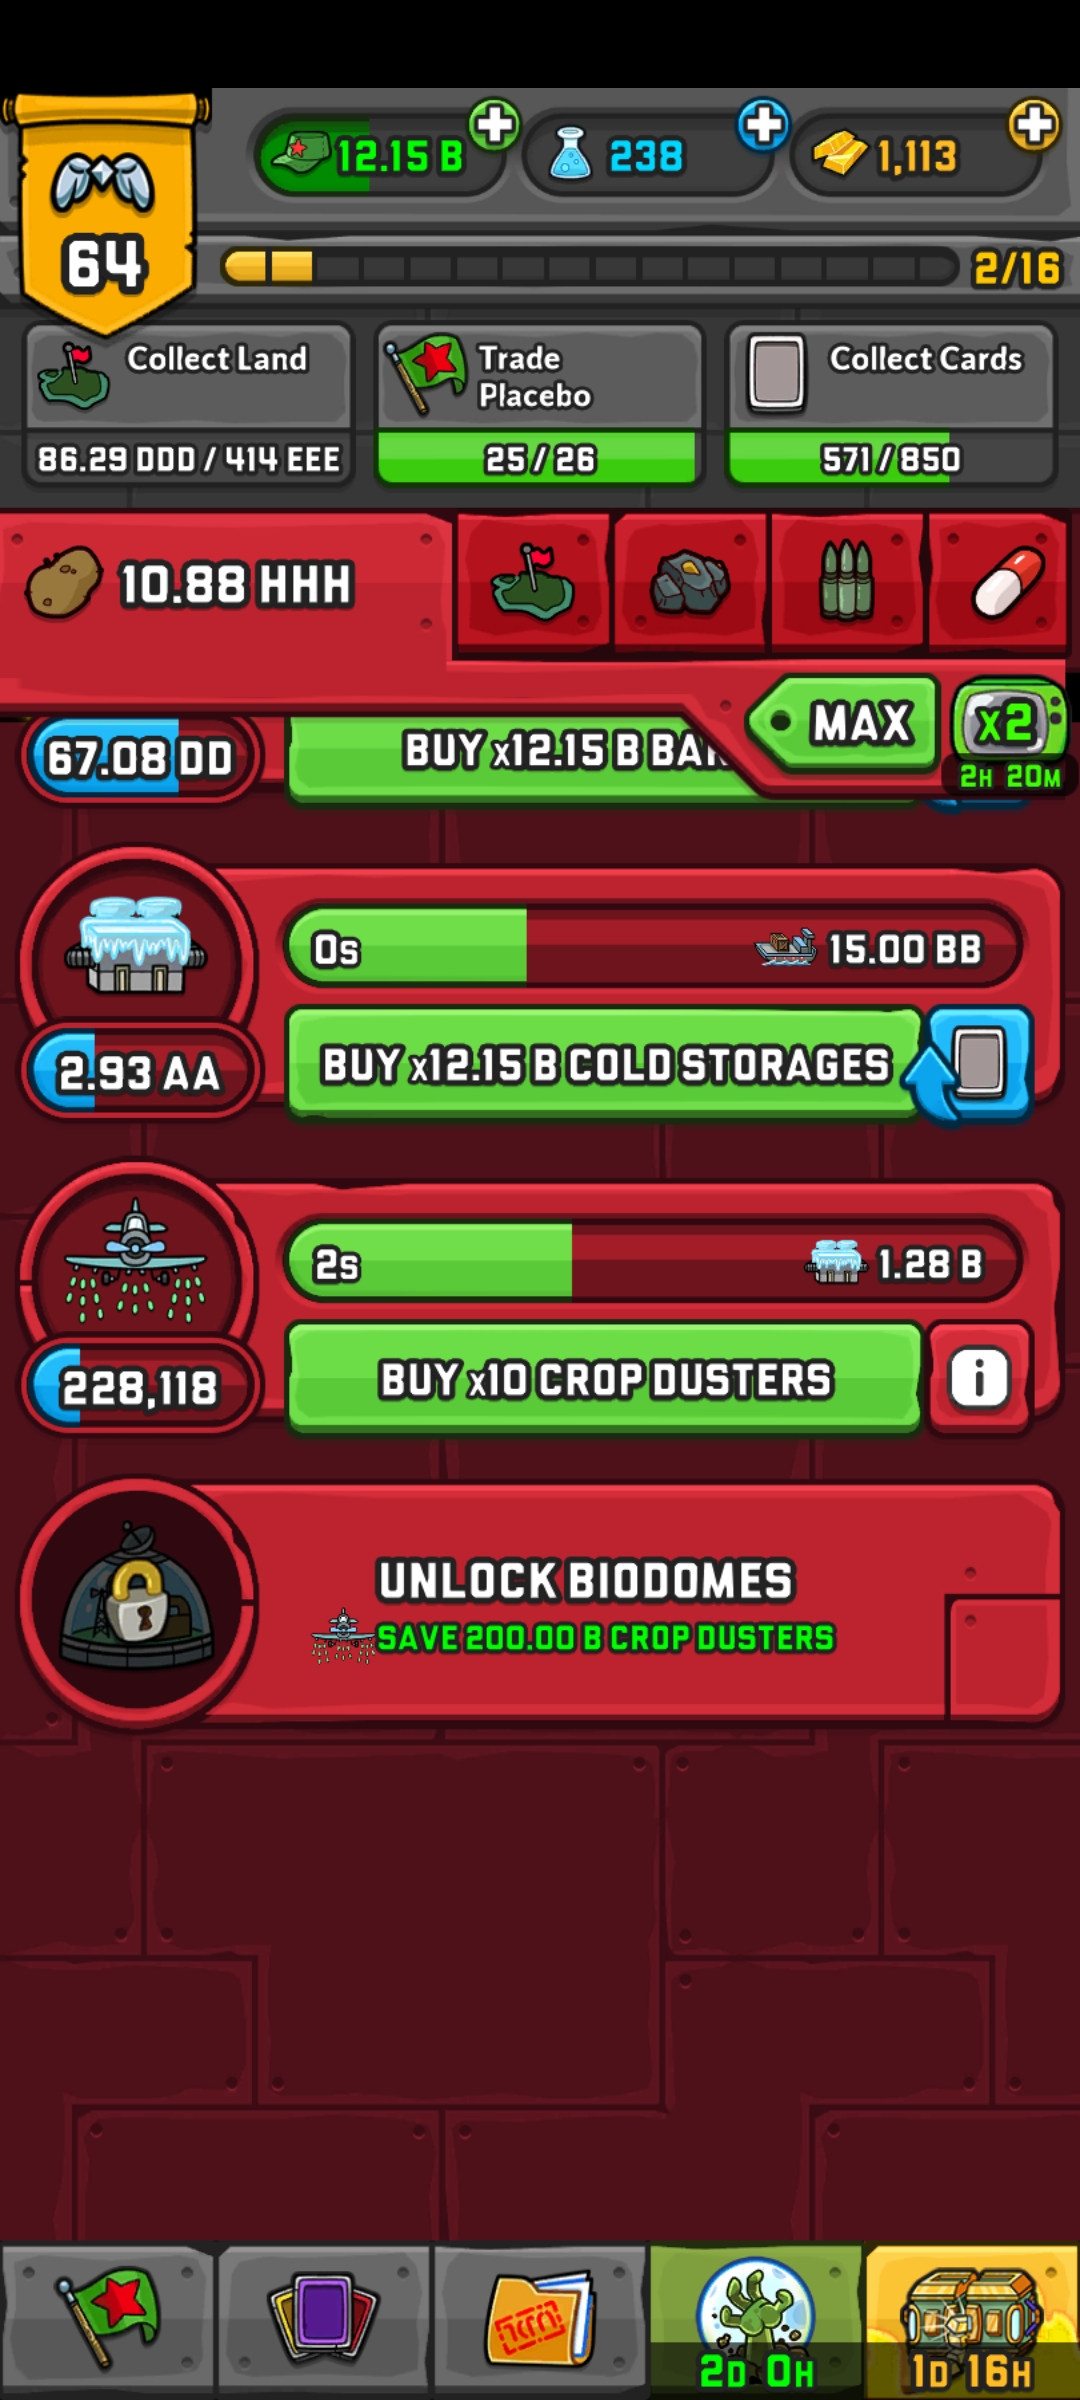 12.15 B
238
1,113
64
2/16
Collect Land
86.29 DDD / 414 EEE
Trade
Placebo
25 / 26
Collect Cards
571 / 850
10.88 HHH
MAX
x2
2H 20M
67.08 DD
BUY x12.15 B
0s
15.00 BB
2.93 AA
BUY x12.15 B COLD STORAGES
2s
1.28 B
228,118
BUY x10 CROP DUSTERS
i
UNLOCK BIODOMES
SAVE 200.00 B CROP DUSTERS
2D 0H
1D 16H